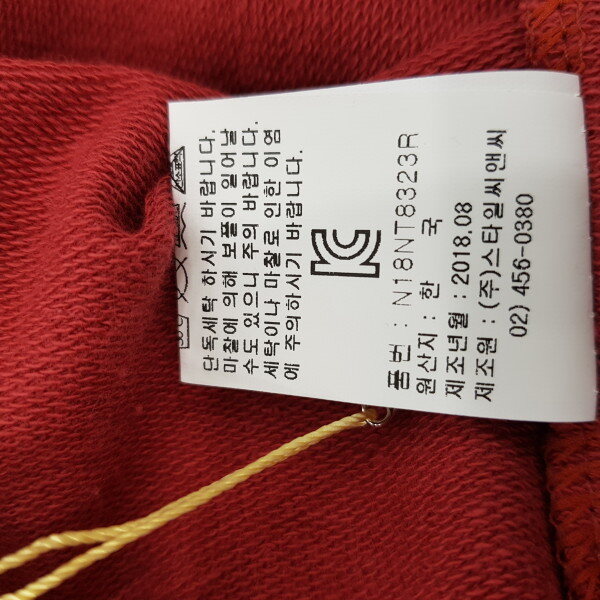 단독세탁 하시기 바랍니다.
마찰에 의해 보풀이 일어날
수도 있으니 주의 바랍니다.
세탁이나 마찰로 인한 이염
에 주의하시기 바랍니다.
품번 : N18NT8323R
원산지 : 한 국
제조년월 : 2018.08
제조원 : (주)스타일씨앤씨
02) 456-0380